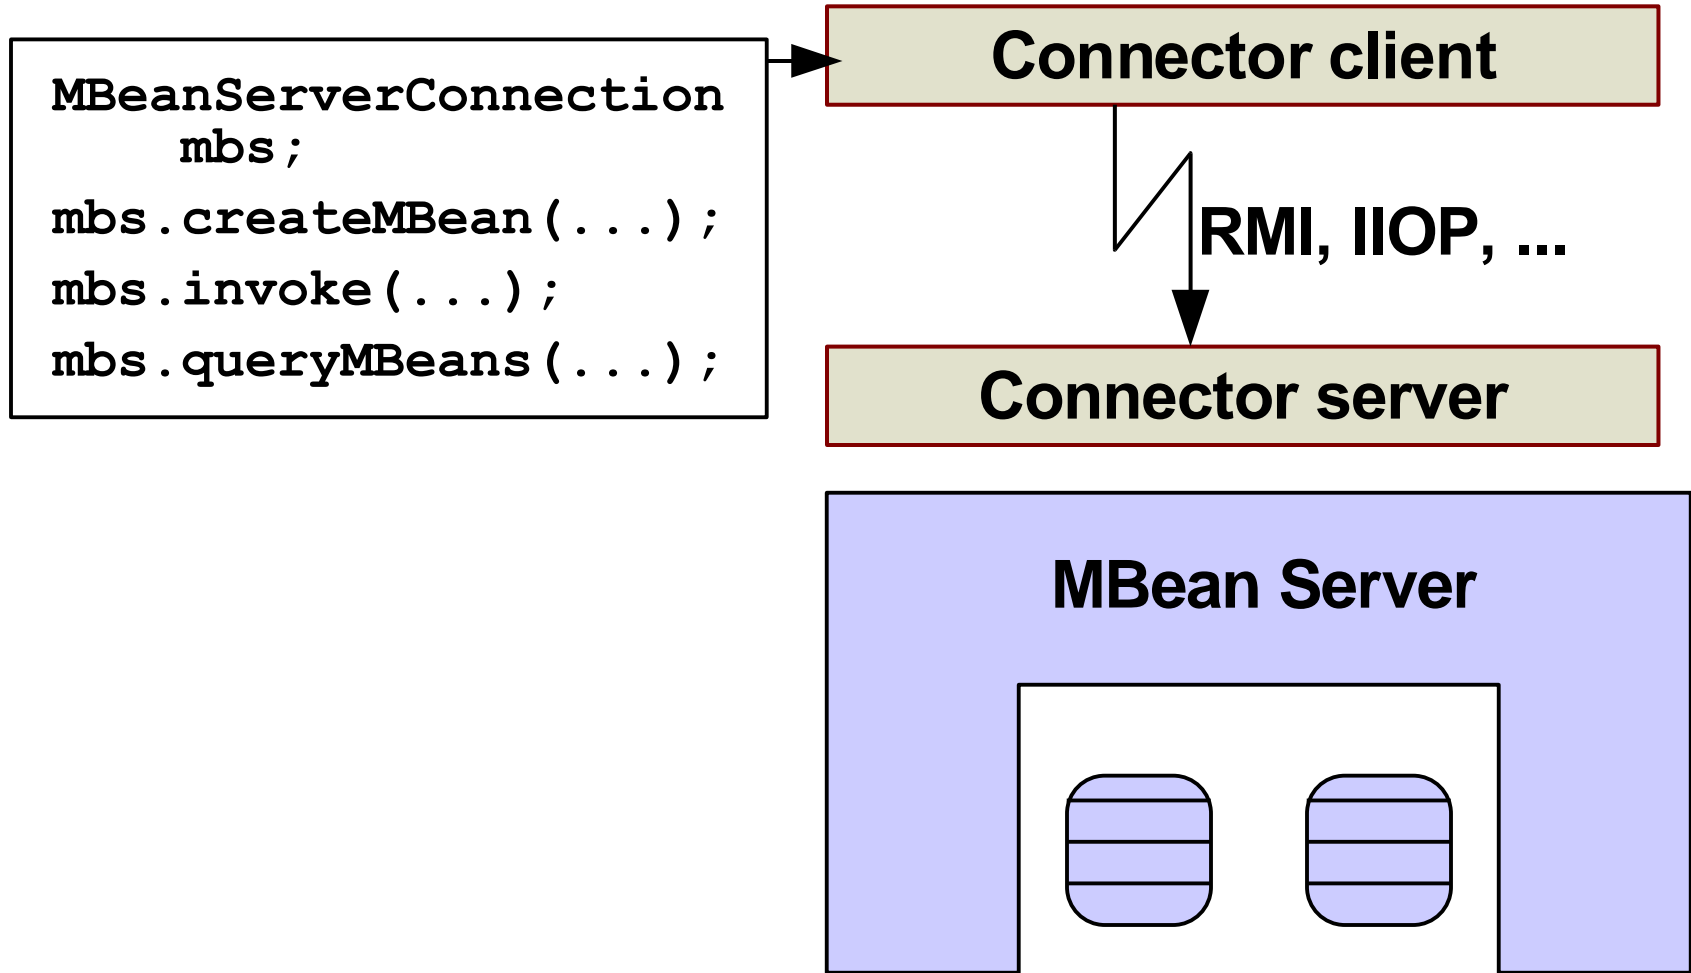 MBeanServerConnection
mbs;
mbs.createMBean(...);
mbs.invoke(...);
mbs.queryMBeans(...);
Connector client
RMI, IIOP, ...
Connector server
MBean Server